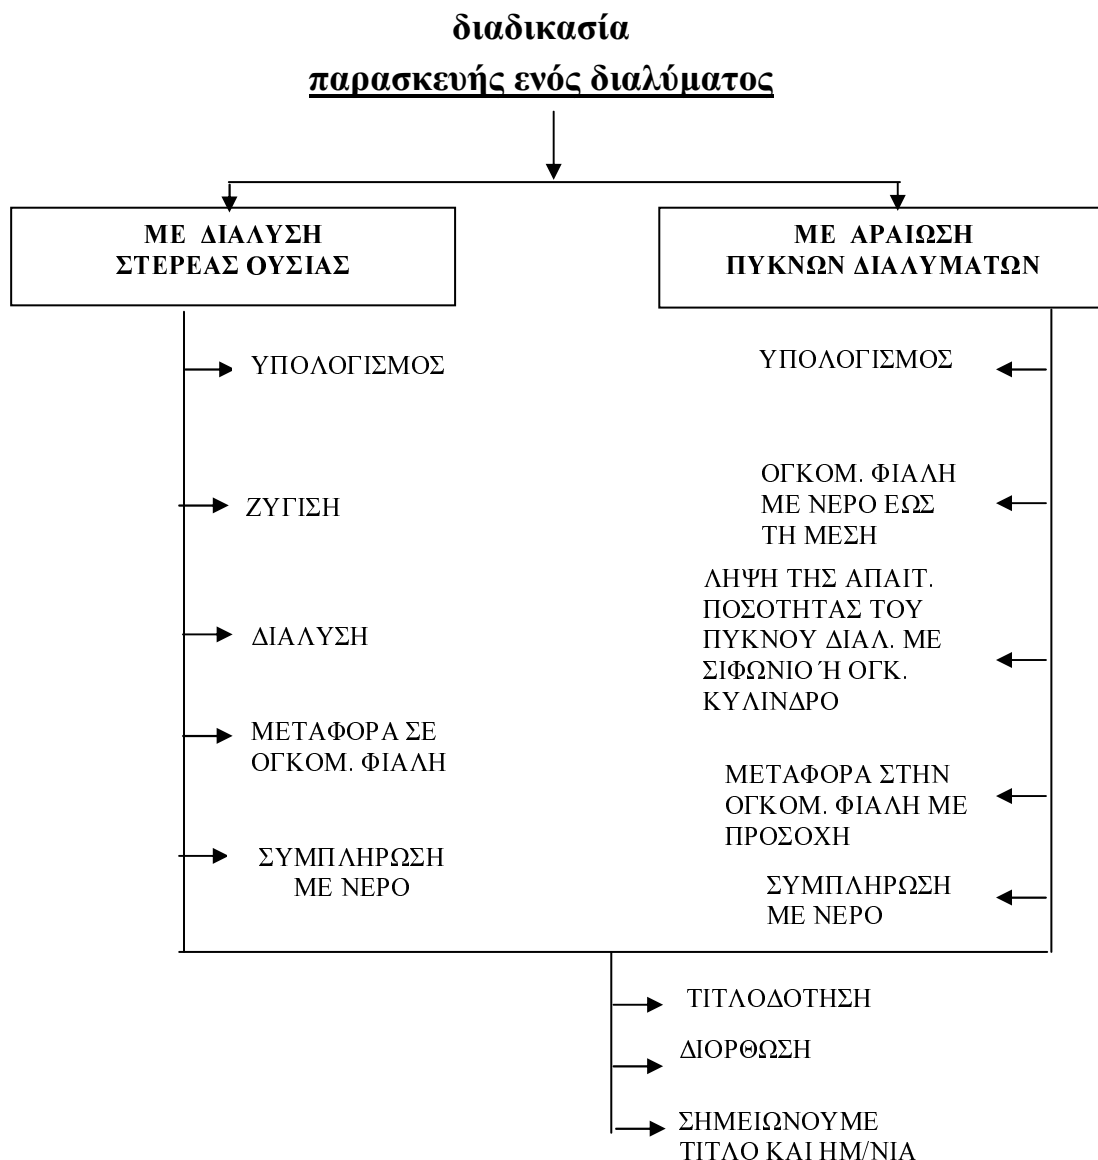 διαδικασία
παρασκευής ενός διαλύματος
ΜΕ ΔΙΑΛΥΣΗ
ΣΤΕΡΕΑΣ ΟΥΣΙΑΣ
ΥΠΟΛΟΓΙΣΜΟΣ
ΖΥΓΙΣΗ
ΔΙΑΛΥΣΗ
ΜΕΤΑΦΟΡΑ ΣΕ
ΟΓΚΟΜ. ΦΙΑΛΗ
ΣΥΜΠΛΗΡΩΣΗ
ΜΕ ΝΕΡΟ
ΜΕ ΑΡΑΙΩΣΗ
ΠΥΚΝΩΝ ΔΙΑΛΥΜΑΤΩΝ
ΥΠΟΛΟΓΙΣΜΟΣ
ΟΓΚΟΜ. ΦΙΑΛΗ
ΜΕ ΝΕΡΟ ΕΩΣ
ΤΗ ΜΕΣΗ
ΛΗΨΗ ΤΗΣ ΑΠΑΙΤ.
ΠΟΣΟΤΗΤΑΣ ΤΟΥ
ΠΥΚΝΟΥ ΔΙΑΛ. ΜΕ
ΣΙΦΩΝΙΟ Ή ΟΓΚ.
ΚΥΛΙΝΔΡΟ
ΜΕΤΑΦΟΡΑ ΣΤΗΝ
ΟΓΚΟΜ. ΦΙΑΛΗ ΜΕ
ΠΡΟΣΟΧΗ
ΣΥΜΠΛΗΡΩΣΗ
ΜΕ ΝΕΡΟ
ΤΙΤΛΟΔΟΤΗΣΗ
ΔΙΟΡΘΩΣΗ
ΣΗΜΕΙΩΝΟΥΜΕ
ΤΙΤΛΟ ΚΑΙ ΗΜ/ΝΙΑ